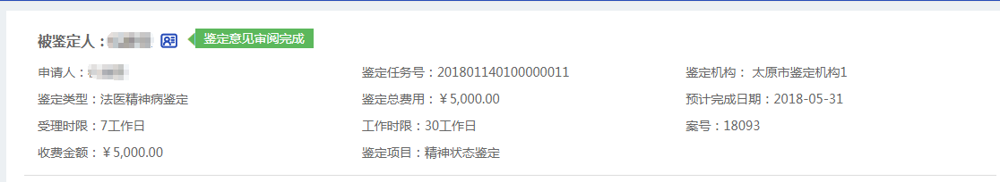 被鉴定人： 鉴定意见审阅完成
申请人： 鉴定任务号：201801140100000011 鉴定机构： 太原市鉴定机构1
鉴定类型：法医精神病鉴定 鉴定总费用：￥5,000.00 预计完成日期：2018-05-31
受理时限：7工作日 工作时限：30工作日 案号：18093
收费金额：￥5,000.00 鉴定项目：精神状态鉴定